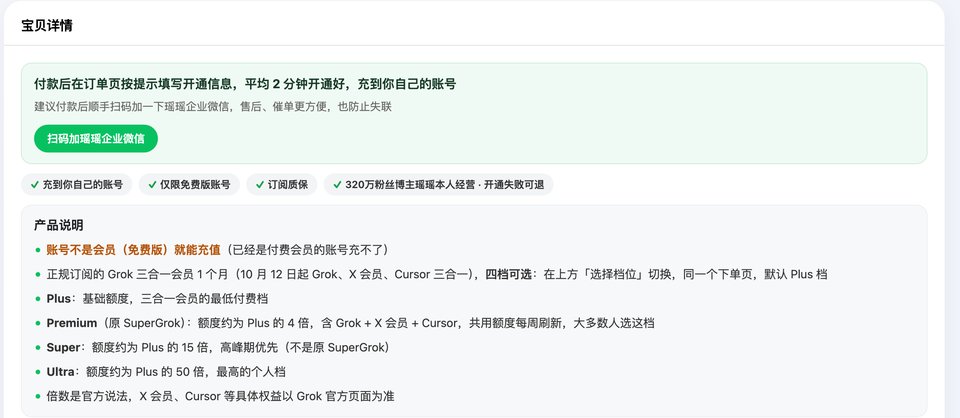 宝贝详情
付款后在订单页按提示填写开通信息，平均 2 分钟开通好，充到你自己的账号
建议付款后顺手扫码加一下瑶瑶企业微信，售后、催单更方便，也防止失联
扫码加瑶瑶企业微信
✓ 充到你自己的账号 ✓ 仅限免费版账号 ✓ 订阅质保 ✓ 320万粉丝博主瑶瑶本人经营 · 开通失败可退
产品说明
• 账号不是会员（免费版）就能充值（已经是付费会员的账号充不了）
• 正规订阅的 Grok 三合一会员 1 个月（10 月 12 日起 Grok、X 会员、Cursor 三合一），四档可选：在上方「选择档位」切换，同一个下单页，默认 Plus 档
• Plus：基础额度，三合一会员的最低付费档
• Premium（原 SuperGrok）：额度约为 Plus 的 4 倍，含 Grok + X 会员 + Cursor，共用额度每周刷新，大多数人选这档
• Super：额度约为 Plus 的 15 倍，高峰期优先（不是原 SuperGrok）
• Ultra：额度约为 Plus 的 50 倍，最高的个人档
• 倍数是官方说法，X 会员、Cursor 等具体权益以 Grok 官方页面为准